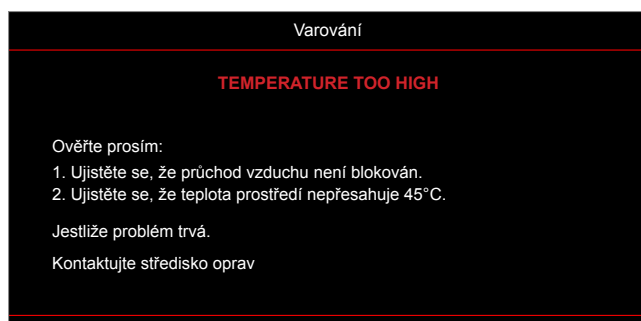 Varování
TEMPERATURE TOO HIGH
Ověřte prosím:
1. Ujistěte se, že průchod vzduchu není blokován.
2. Ujistěte se, že teplota prostředí nepřesahuje 45°C.
Jestliže problém trvá.
Kontaktujte středisko oprav